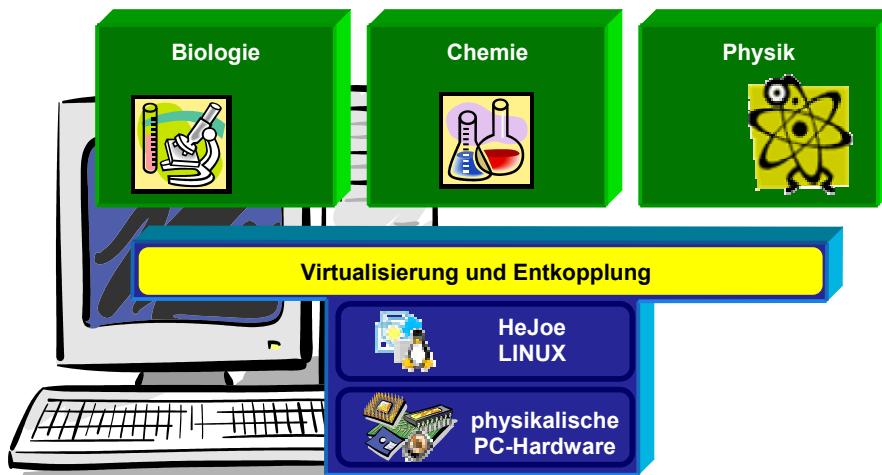 Biologie
Chemie
Physik
Virtualisierung und Entkopplung
HeJoe
LINUX
physikalische
PC-Hardware